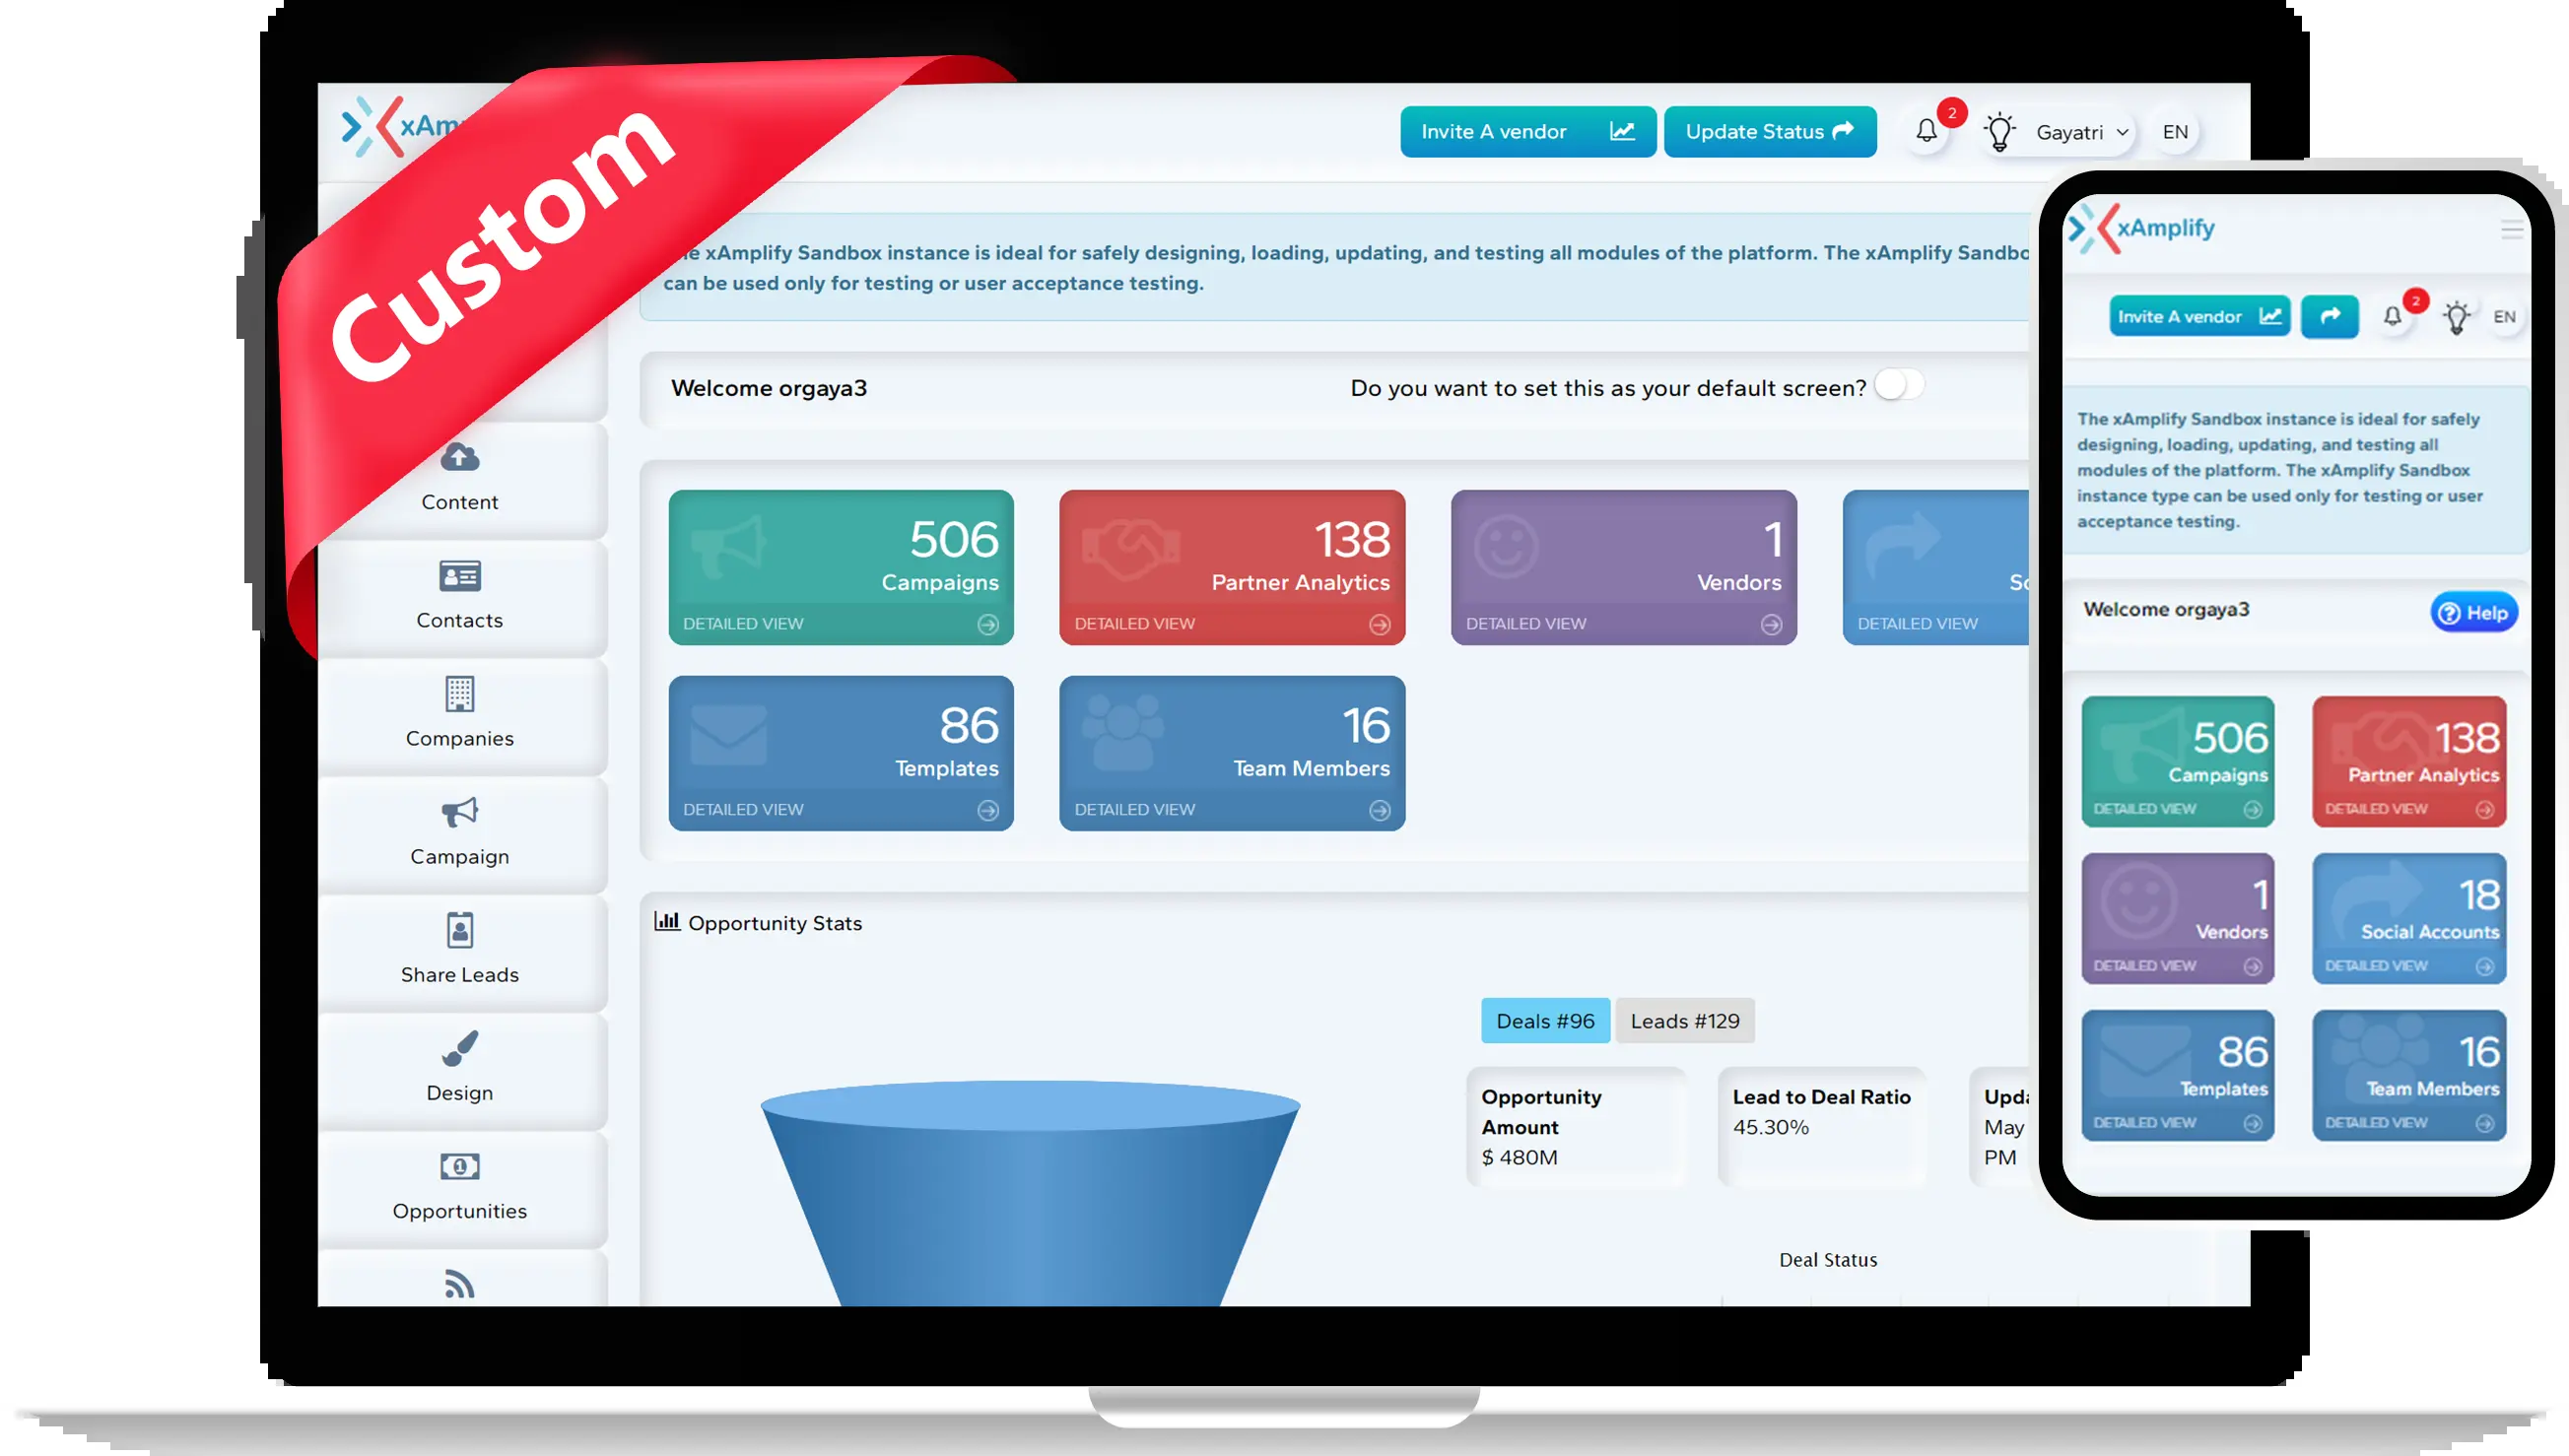 Custom
xAm
Invite A vendor
Update Status
2
Gayatri
EN
xAmplify Sandbox instance is ideal for safely designing, loading, updating, and testing all modules of the platform. The xAmplify
can be used only for testing or user acceptance testing.
Welcome orgaya3
Do you want to set this as your default screen?
Content
Contacts
Companies
Campaign
Share Leads
Design
Opportunities
506
Campaigns
DETAILED VIEW
138
Partner Analytics
DETAILED VIEW
1
Vendors
DETAILED VIEW
DETAILED VIEW
86
Templates
DETAILED VIEW
16
Team Members
DETAILED VIEW
Opportunity Stats
Deals #96
Leads #129
Opportunity
Amount
$ 480M
Lead to Deal Ratio
45.30%
May
PM
Deal Status
xAmplify
Invite A vendor
2
EN
The xAmplify Sandbox instance is ideal for safely
designing, loading, updating, and testing all
modules of the platform. The xAmplify Sandbox
instance type can be used only for testing or user
acceptance testing.
Welcome orgaya3
Help
506
Campaigns
DETAILED VIEW
138
Partner Analytics
DETAILED VIEW
1
Vendors
DETAILED VIEW
18
Social Accounts
DETAILED VIEW
86
Templates
DETAILED VIEW
16
Team Members
DETAILED VIEW